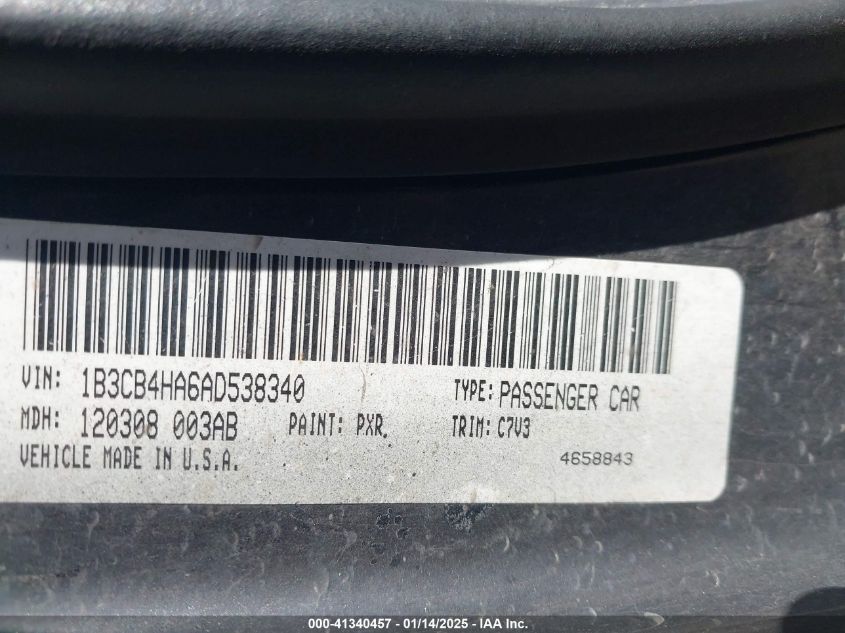 VIN: 1B3CB4HA6AD538340 TYPE: PASSENGER CAR
MDH: 120308 003AB PAINT: PXR. TRIM: C7V3
VEHICLE MADE IN U.S.A. 4658843
000-41340457 - 01/14/2025 - IAA Inc.